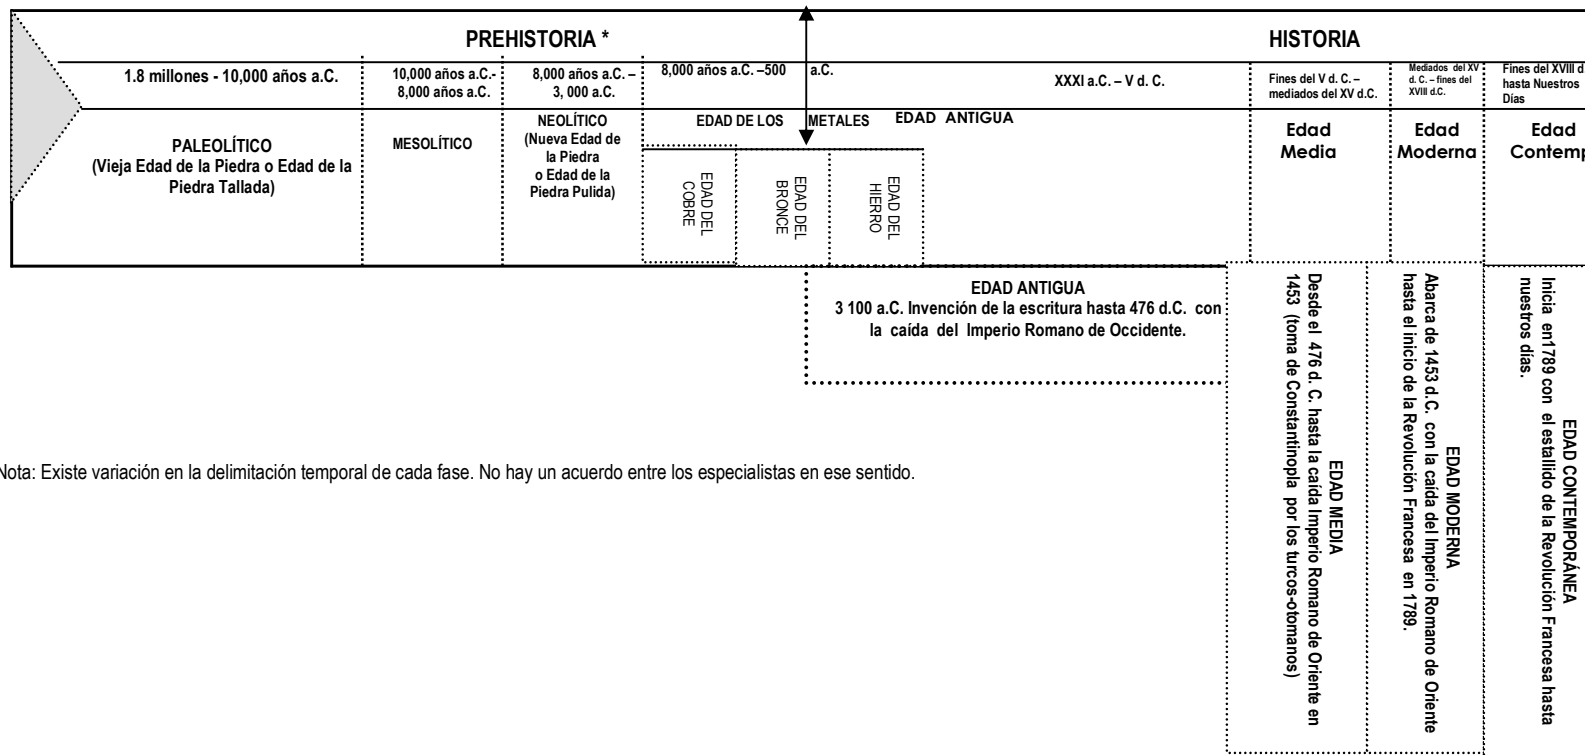 PREHISTORIA *
HISTORIA
1.8 millones - 10,000 años a.C.
10,000 años a.C.-
8,000 años a.C.
8,000 años a.C. –
3, 000 a.C.
8,000 años a.C. –500 a.C.
XXXI a.C. – V d. C.
Fines del V d. C. –
mediados del XV d.C.
Mediados del XV
d. C. – fines del
XVIII d.C.
Fines del XVIII d.
hasta Nuestros
Días
PALEOLÍTICO
(Vieja Edad de la Piedra o Edad de la
Piedra Tallada)
MESOLÍTICO
NEOLÍTICO
(Nueva Edad de
la Piedra
o Edad de la
Piedra Pulida)
EDAD DE LOS METALES
EDAD DEL
COBRE
EDAD DEL
BRONCE
EDAD DEL
HIERRO
EDAD ANTIGUA
Edad
Media
Edad
Moderna
Edad
Contemp
EDAD ANTIGUA
3 100 a.C. Invención de la escritura hasta 476 d.C. con
la caída del Imperio Romano de Occidente.
EDAD MEDIA
Desde el 476 d. C. hasta la caída Imperio Romano de Oriente en
1453 (toma de Constantinopla por los turcos-otomanos)
EDAD MODERNA
Abarca de 1453 d.C. con la caída del Imperio Romano de Oriente
hasta el inicio de la Revolución Francesa en 1789.
EDAD CONTEMPORÁNEA
Inicia en1789 con el estallido de la Revolución Francesa hasta
nuestros días.
Nota: Existe variación en la delimitación temporal de cada fase. No hay un acuerdo entre los especialistas en ese sentido.